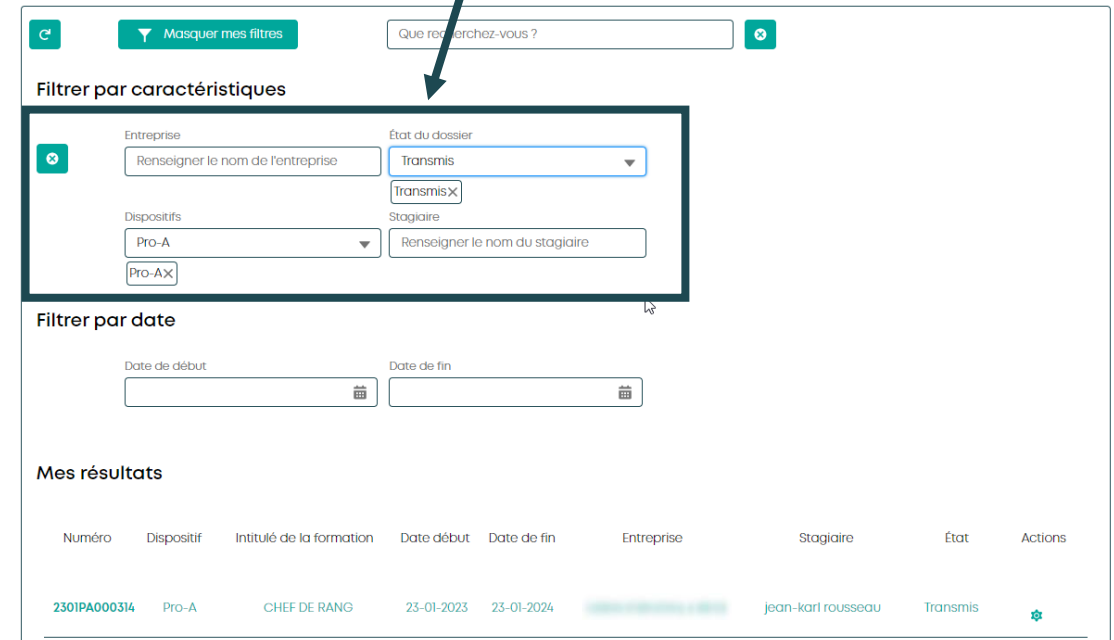 Masquer mes filtres
Que recherchez-vous ?
Filtrer par caractéristiques
Entreprise
État du dossier
Renseigner le nom de l'entreprise
Transmis
Transmis
Dispositifs
Stagiaire
Pro-A
Renseigner le nom du stagiaire
Pro-A
Filtrer par date
Date de début
Date de fin
Mes résultats
Numéro Dispositif Intitulé de la formation Date début Date de fin Entreprise Stagiaire État Actions
2301PA000314 Pro-A CHEF DE RANG 23-01-2023 23-01-2024 jean-karl rousseau Transmis